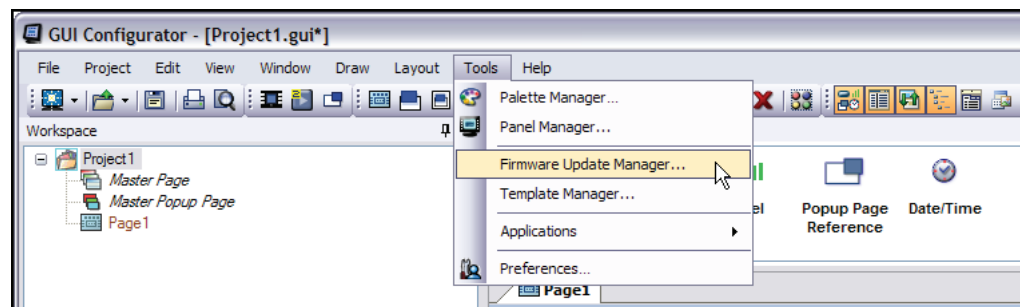 GUI Configurator - [Project1.gui*]
File Project Edit View Window Draw Layout Tools Help
Workspace
Project1
Master Page
Master Popup Page
Page1
Palette Manager...
Panel Manager...
Firmware Update Manager...
Template Manager...
Applications
Preferences...
Popup Page
Reference
Date/Time
Page1